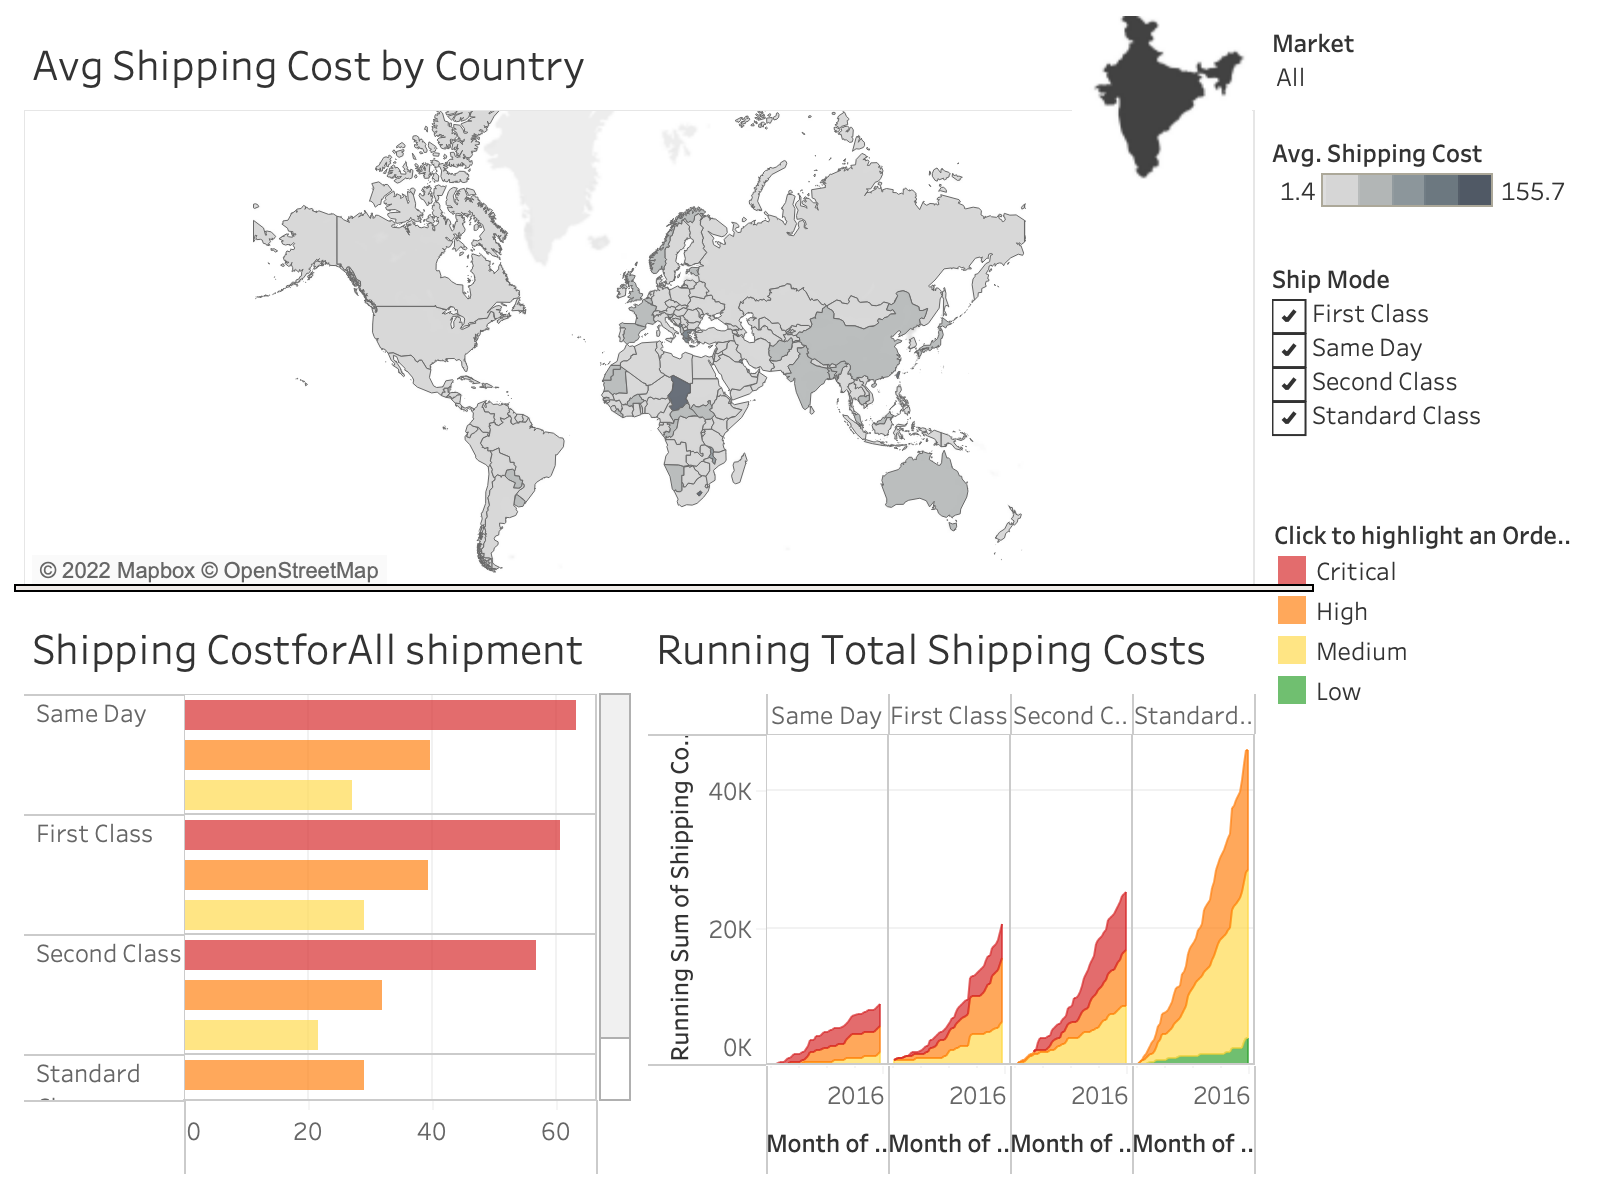 Avg Shipping Cost by Country
Market
All
Avg. Shipping Cost
1.4
155.7
Ship Mode
First Class
Same Day
Second Class
Standard Class
© 2022 Mapbox © OpenStreetMap
Click to highlight an Orde..
Critical
High
Medium
Low
Shipping CostforAll shipment
Same Day
First Class
Second Class
Standard
0 20 40 60
Running Total Shipping Costs
Same Day First Class Second C.. Standard..
Running Sum of Shipping Co..
40K
20K
0K
2016 2016 2016 2016
Month of .. Month of .. Month of .. Month of ..